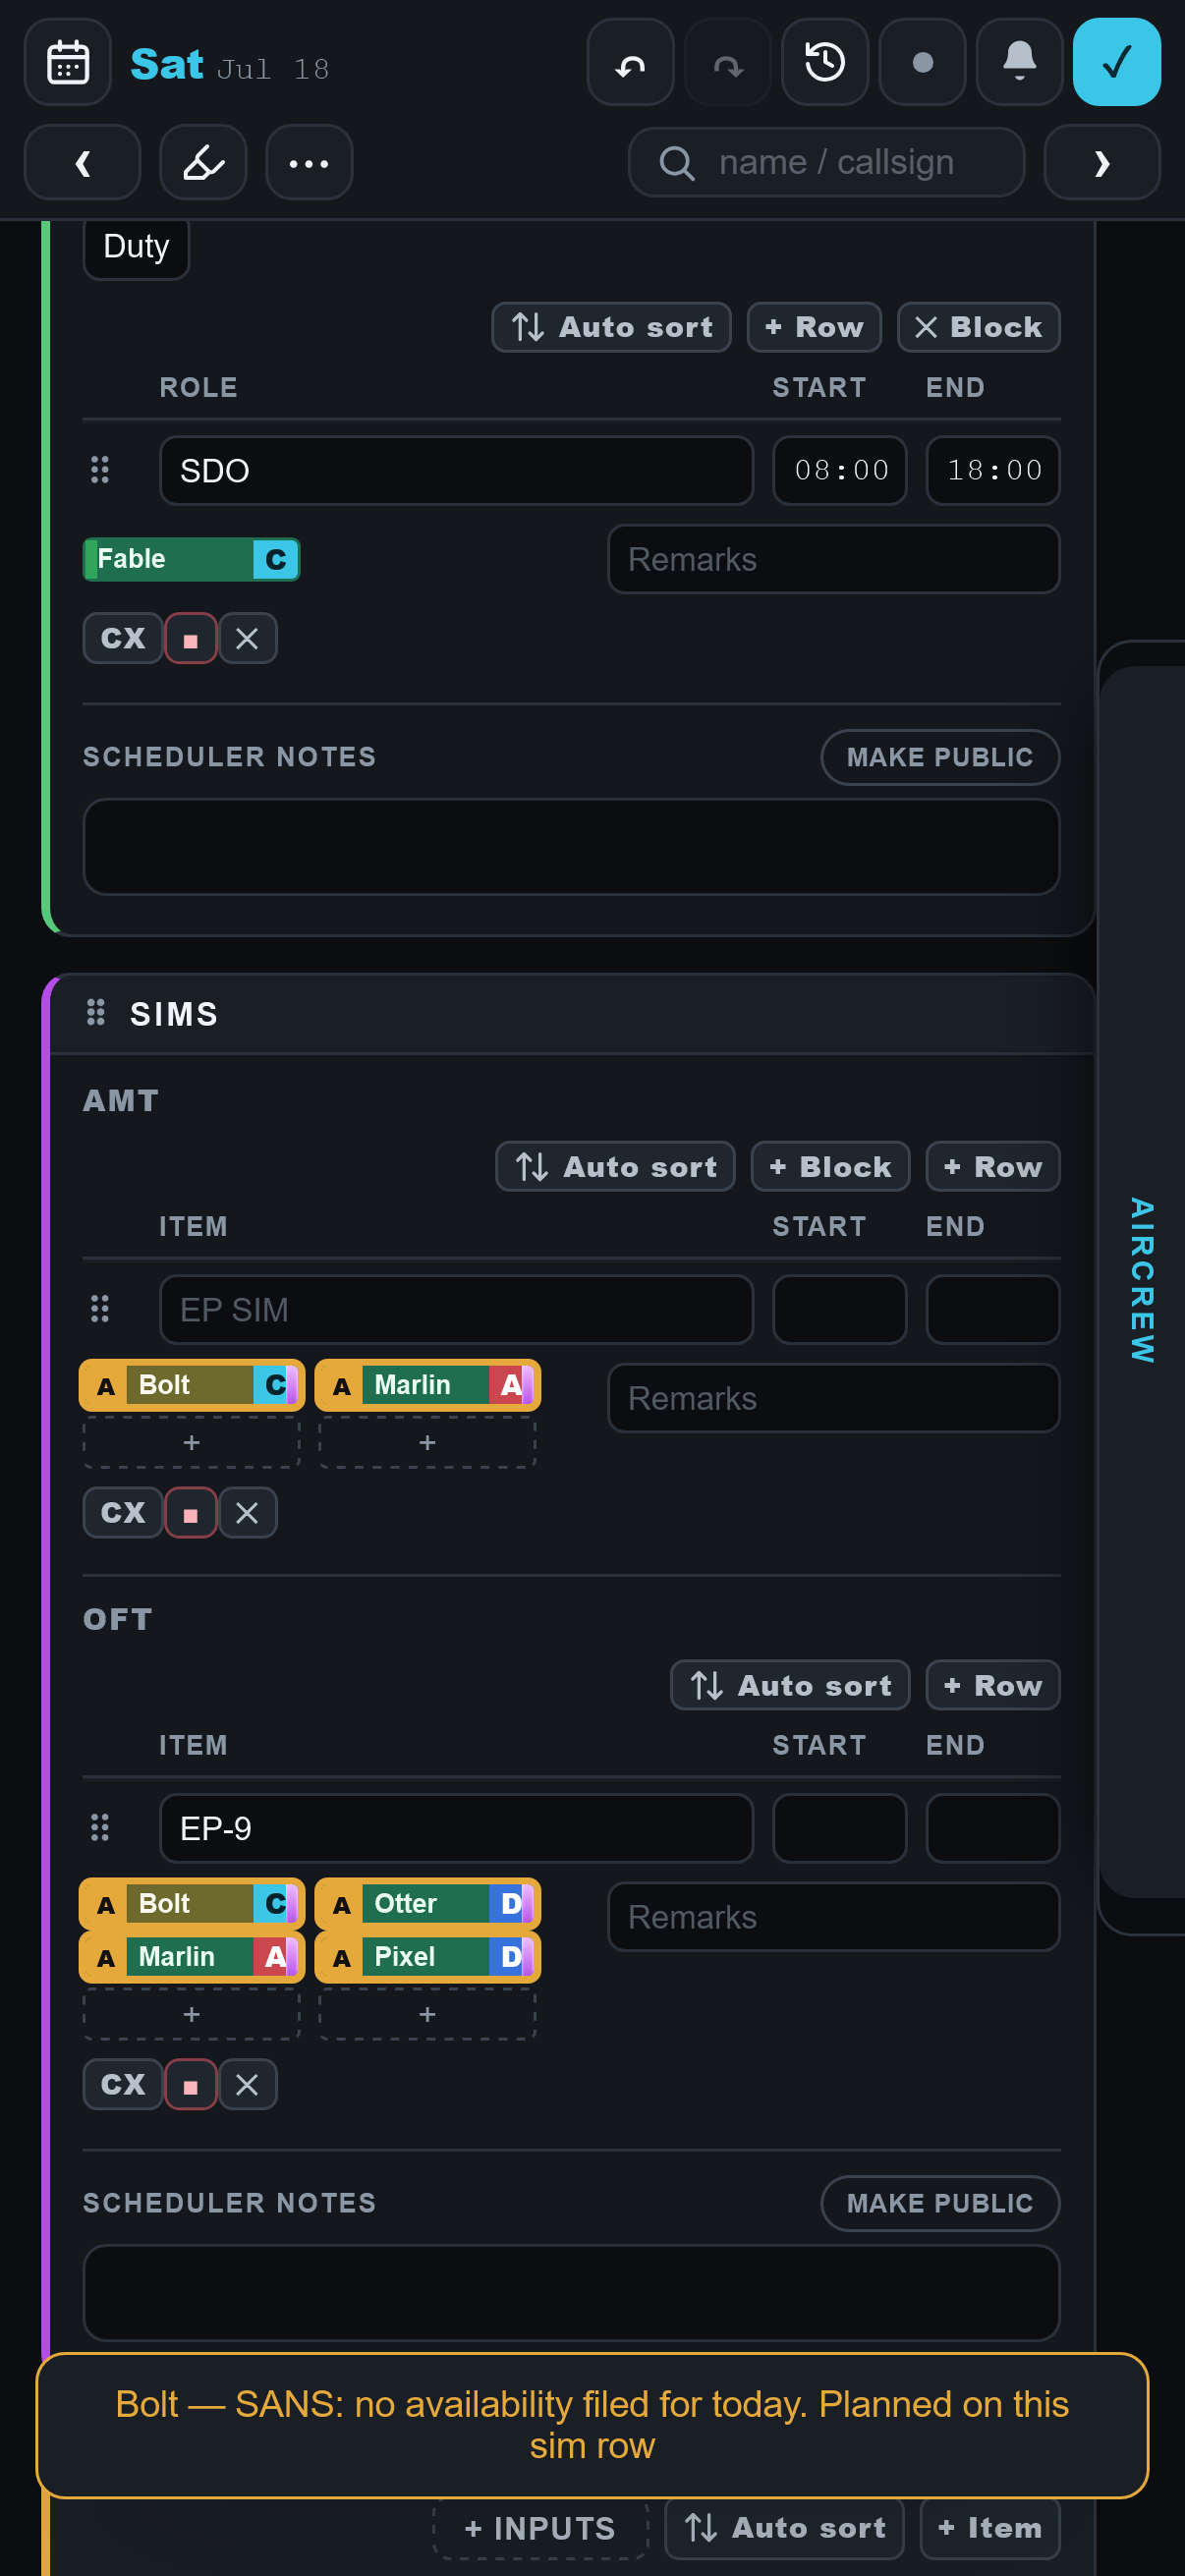 Sat Jul 18
name / callsign
Duty
Auto sort + Row × Block
ROLE START END
SDO 08:00 18:00
Fable C Remarks
CX
SCHEDULER NOTES MAKE PUBLIC
SIMS
AMT
Auto sort + Block + Row
ITEM START END
EP SIM
A Bolt C A Marlin A Remarks
+ +
CX
OFT
Auto sort + Row
ITEM START END
EP-9
A Bolt C A Otter D Remarks
A Marlin A A Pixel D
+ +
CX
SCHEDULER NOTES MAKE PUBLIC
Bolt — SANS: no availability filed for today. Planned on this
sim row
+ INPUTS Auto sort + Item
AIRCREW